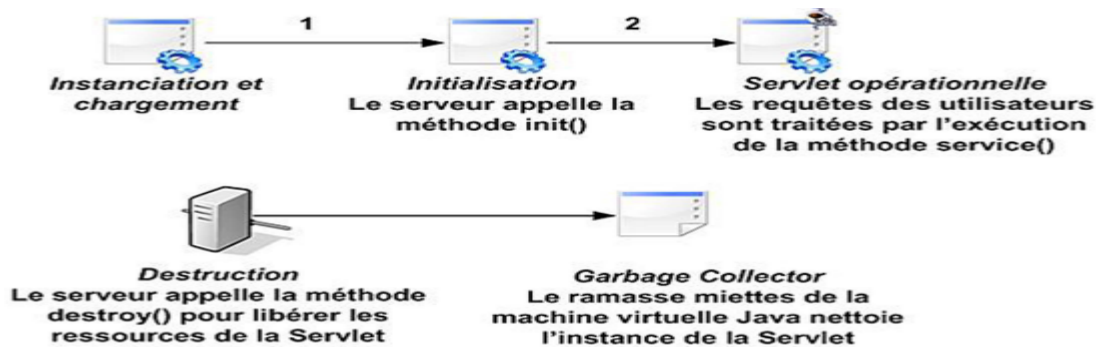 1
2
Instanciation et
chargement
Initialisation
Le serveur appelle la
méthode init()
Servlet opérationnelle
Les requêtes des utilisateurs
sont traitées par l'exécution
de la méthode service()
Destruction
Le serveur appelle la méthode
destroy() pour libérer les
ressources de la Servlet
Garbage Collector
Le ramasse miettes de la
machine virtuelle Java nettoie
l'instance de la Servlet